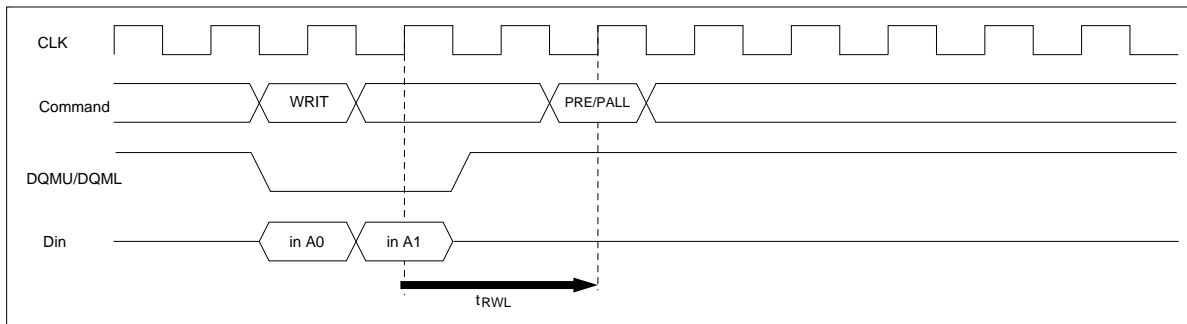 CLK
Command
WRIT
PRE/PALL
DQMU/DQML
Din
in A0
in A1
tRWL